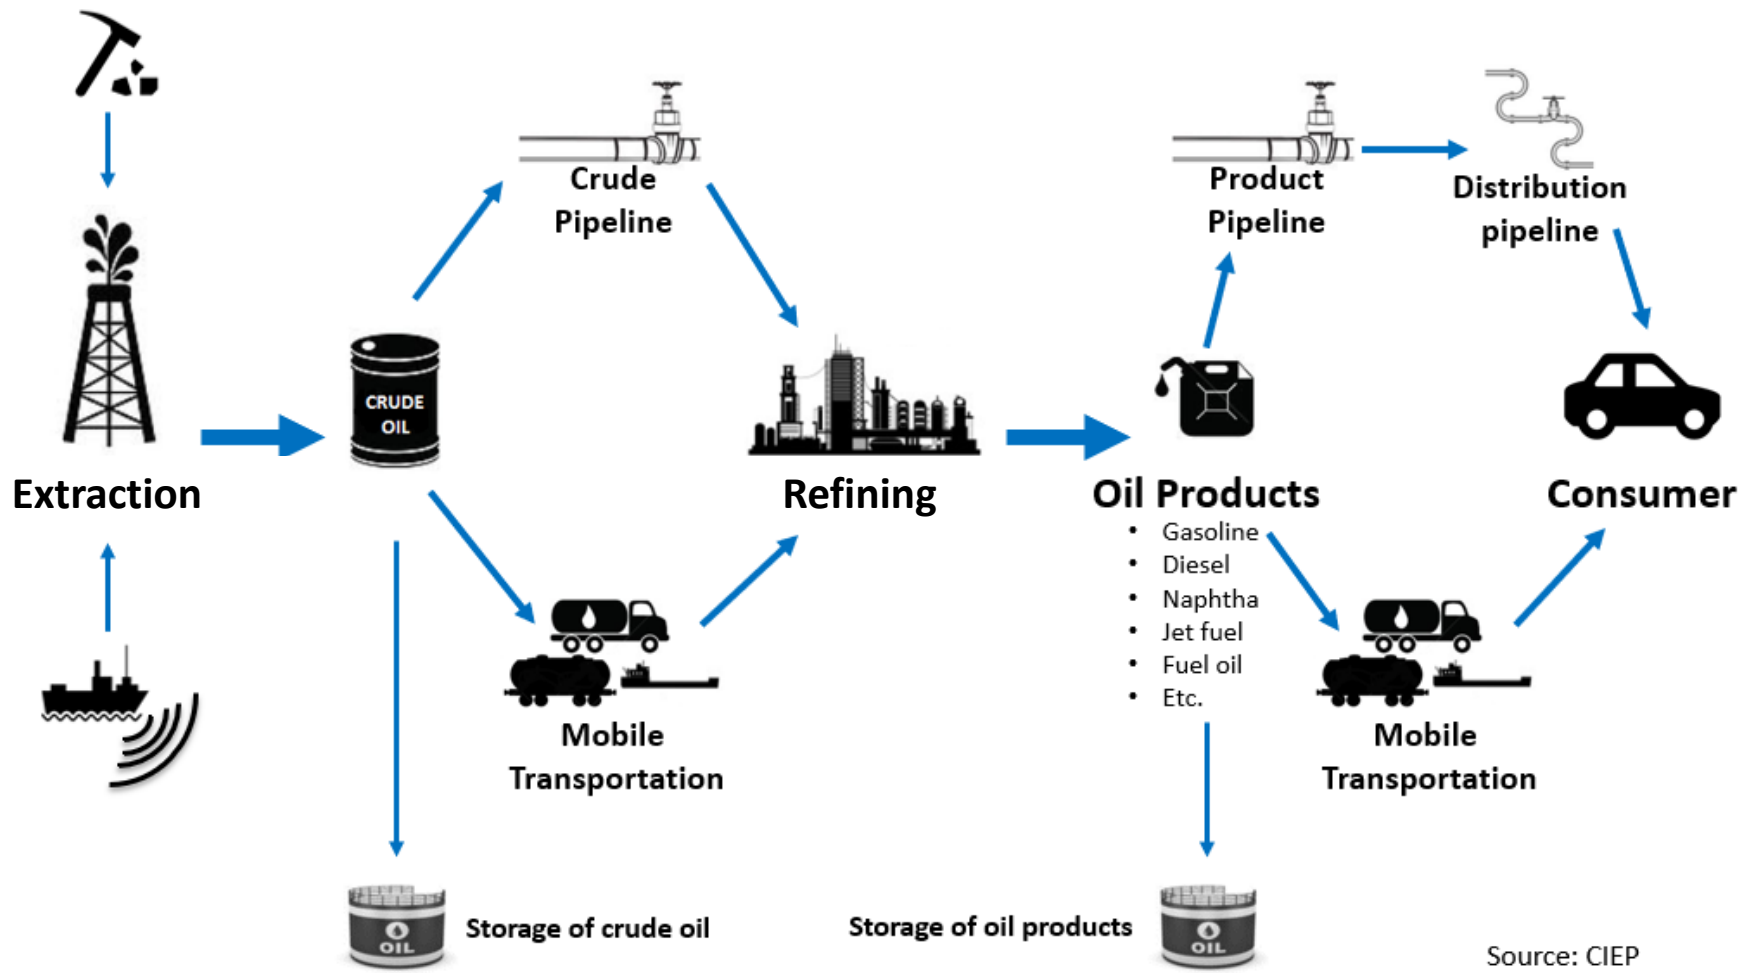 Crude
Pipeline
Product
Pipeline
Distribution
pipeline
CRUDE
OIL
Extraction
Refining
Oil Products
• Gasoline
• Diesel
• Naphtha
• Jet fuel
• Fuel oil
• Etc.
Consumer
Mobile
Transportation
Mobile
Transportation
OIL
Storage of crude oil
Storage of oil products
OIL
Source: CIEP